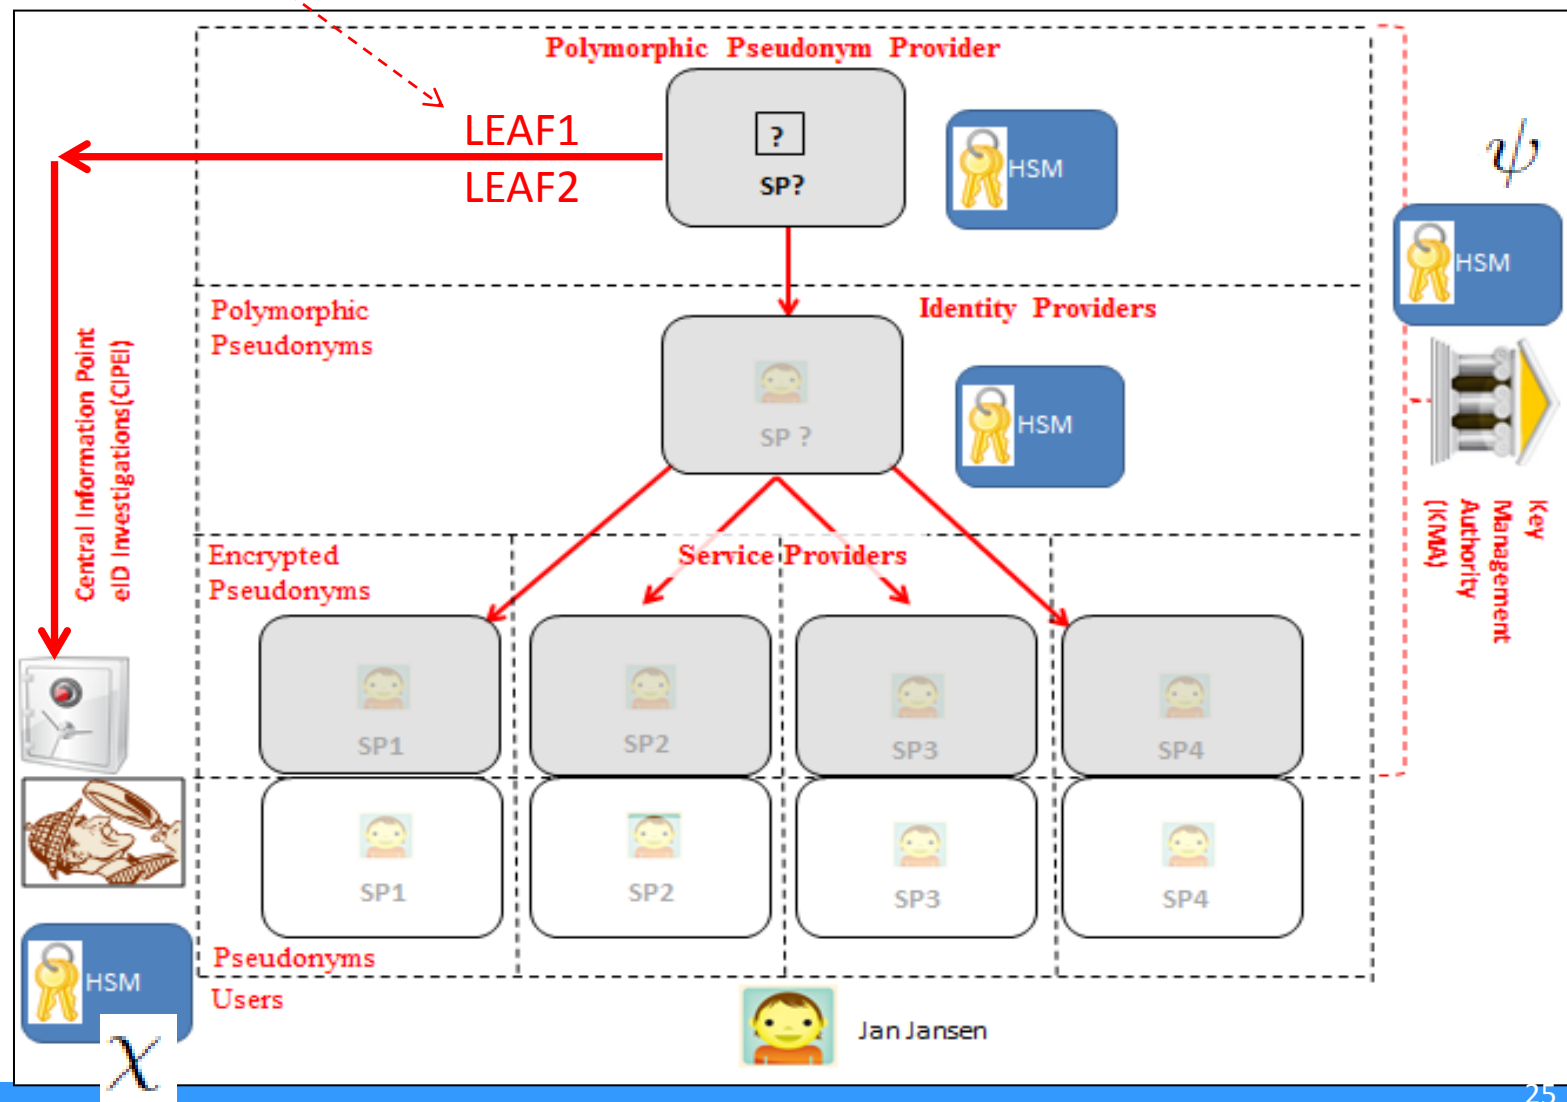 Polymorphic Pseudonym Provider
LEAF1
LEAF2
?
SP?
HSM
ψ
HSM
Polymorphic
Pseudonyms
Identity Providers
SP ?
HSM
Central Information Point
eID Investigations(CIPEI)
Key
Management
Authority
(KMA)
Encrypted
Pseudonyms
Service Providers
SP1
SP2
SP3
SP4
SP1
SP2
SP3
SP4
Pseudonyms
Users
HSM
χ
Jan Jansen
25